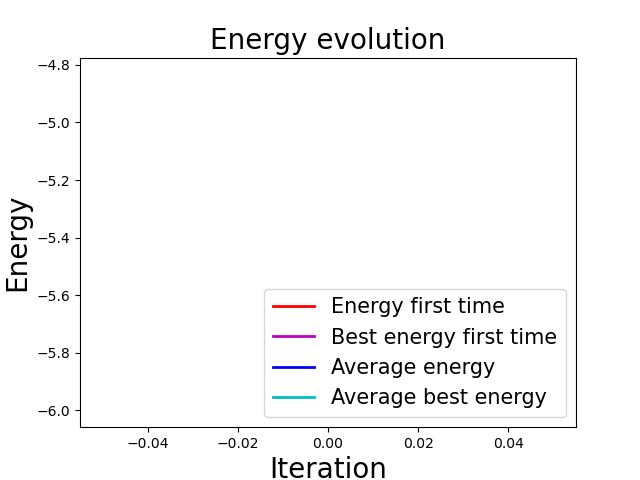 Energy evolution
Energy
−4.8
−5.0
−5.2
−5.4
−5.6
−5.8
−6.0
Energy first time
Best energy first time
Average energy
Average best energy
−0.04
−0.02
0.00
0.02
0.04
Iteration